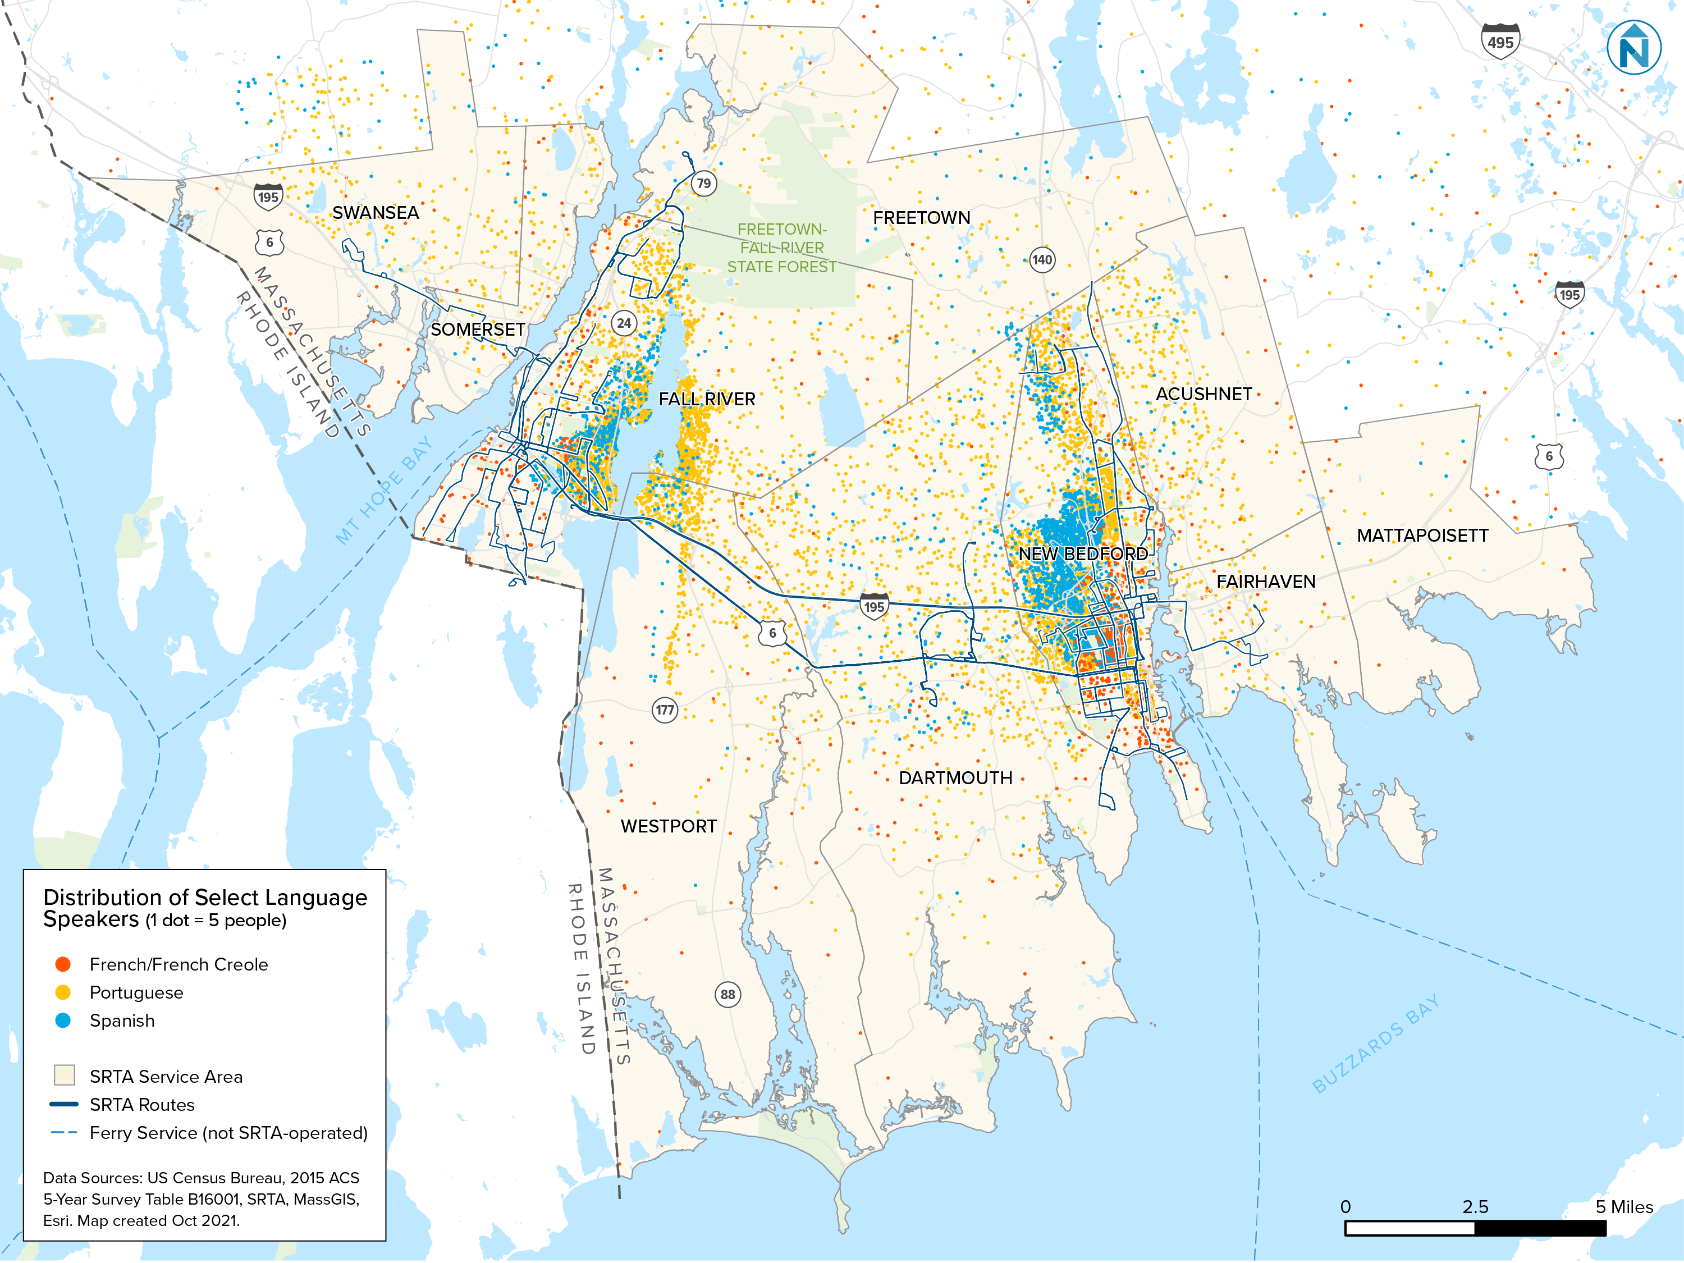 495
N
79
195
SWANSEA
FREETOWN
6
FREETOWN-
FALL RIVER
STATE FOREST
140
195
MASSACHUSETTS
RHODE ISLAND
SOMERSET
24
FALL RIVER
ACUSHNET
6
MT HOPE BAY
MATTAPOISETT
NEW BEDFORD
FAIRHAVEN
195
6
177
DARTMOUTH
WESTPORT
MASSACHUSETTS
RHODE ISLAND
88
BUZZARDS BAY
Distribution of Select Language
Speakers (1 dot = 5 people)
French/French Creole
Portuguese
Spanish
SRTA Service Area
SRTA Routes
Ferry Service (not SRTA-operated)
Data Sources: US Census Bureau, 2015 ACS
5-Year Survey Table B16001, SRTA, MassGIS,
Esri. Map created Oct 2021.
0 2.5 5 Miles